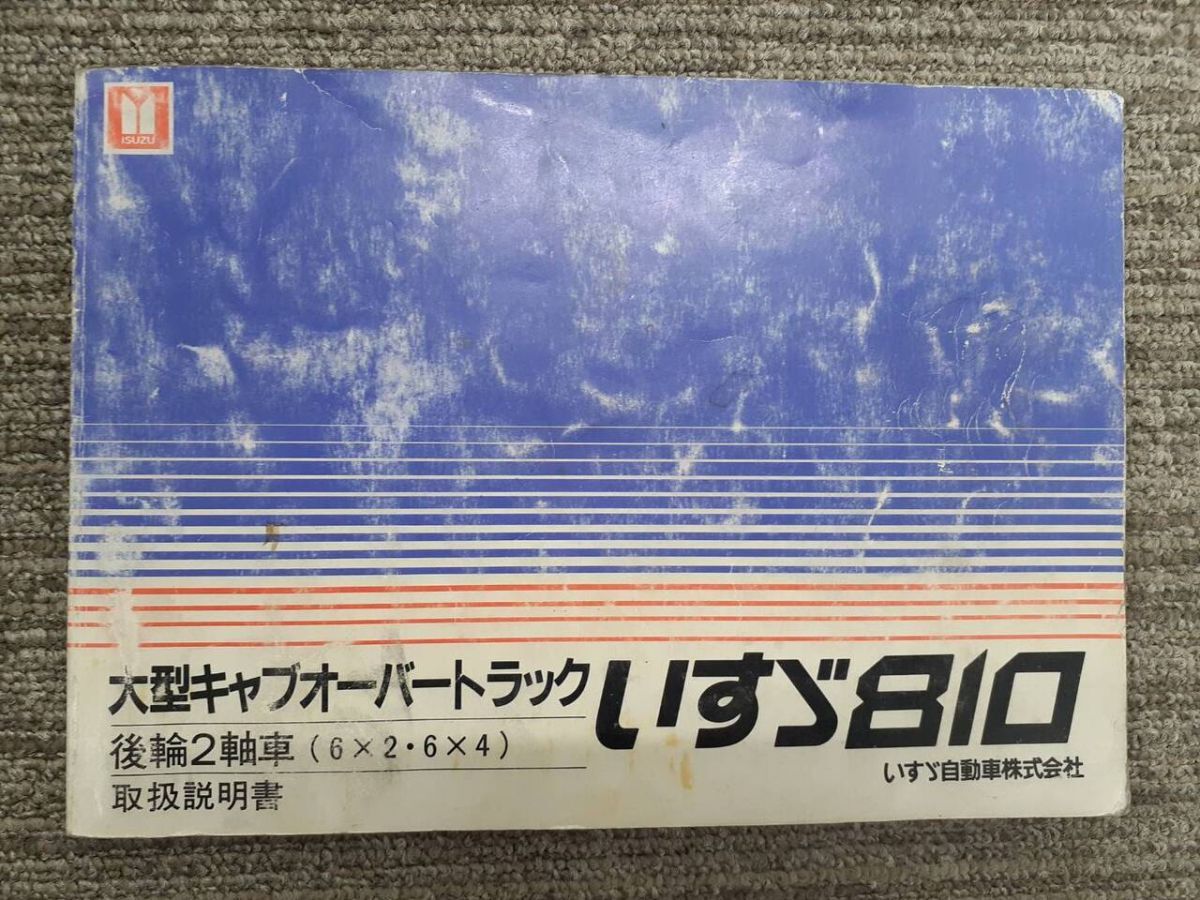 ISUZU
大型キャブオーバートラック
いすゞ810
後輪2軸車(6×2・6×4)
いすゞ自動車株式会社
取扱説明書